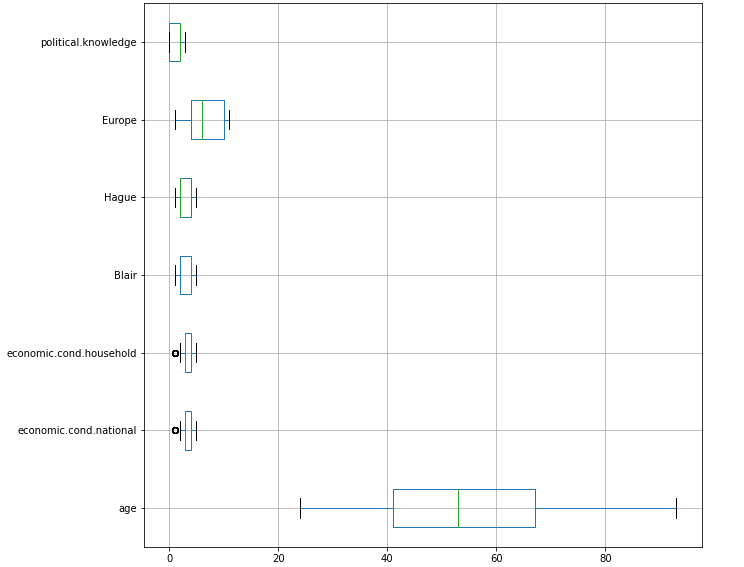 political.knowledge
Europe
Hague
Blair
economic.cond.household
economic.cond.national
age
0 20 40 60 80